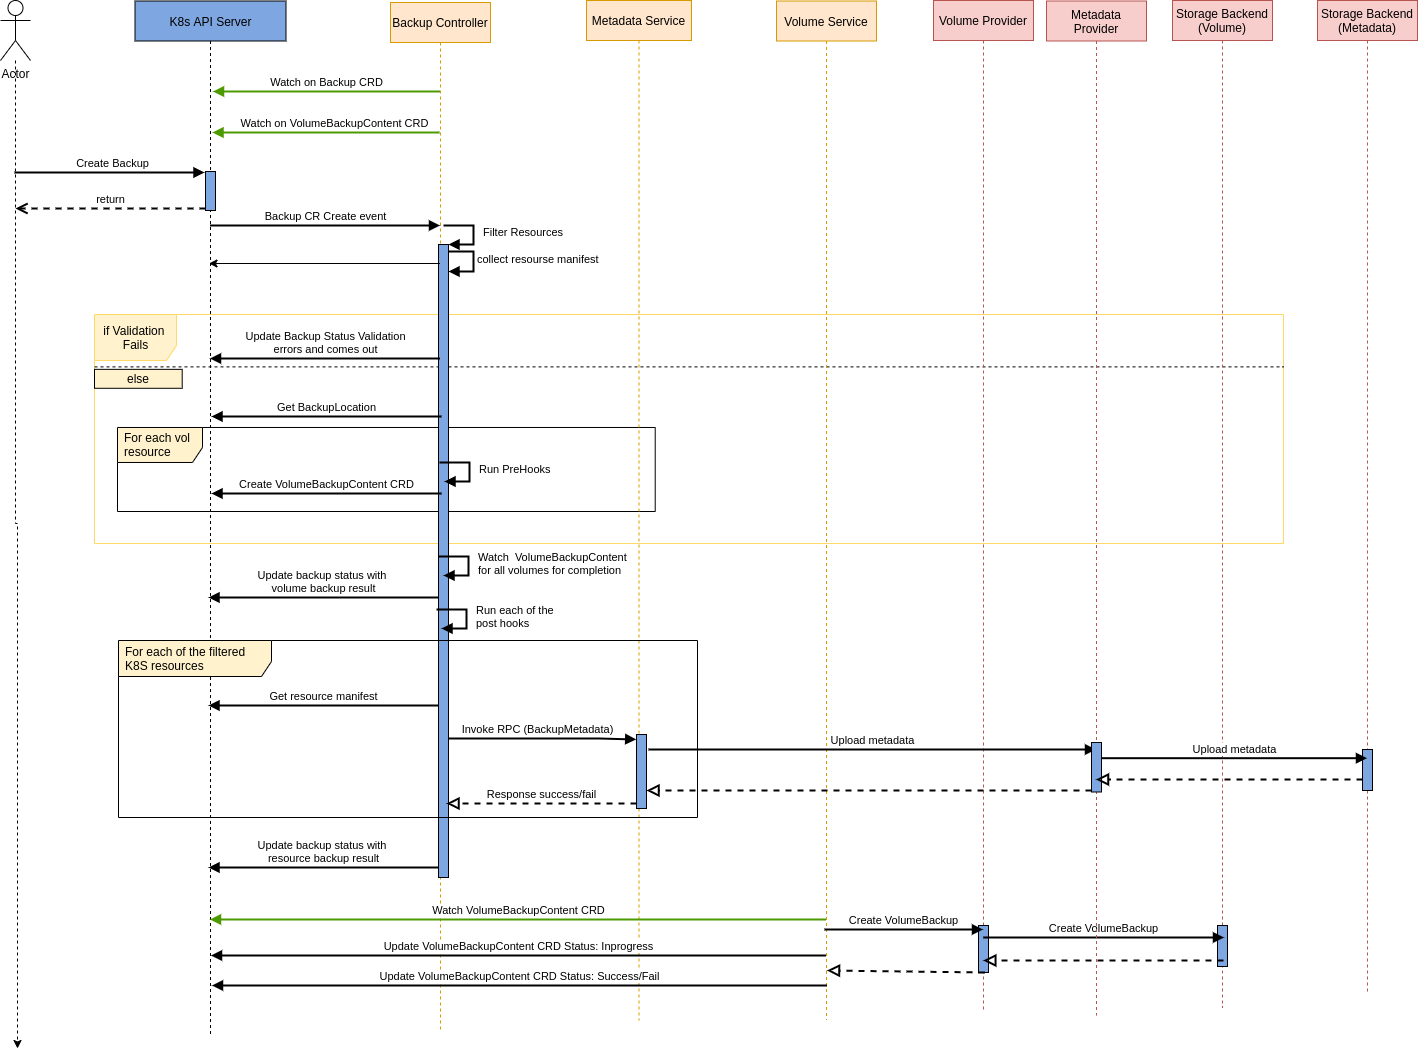 K8s API Server
Backup Controller
Metadata Service
Volume Service
Volume Provider
Metadata
Provider
Storage Backend
(Volume)
Storage Backend
(Metadata)
Actor
Watch on Backup CRD
Watch on VolumeBackupContent CRD
Create Backup
return
Backup CR Create event
Filter Resources
collect resourse manifest
if Validation
Fails
Update Backup Status Validation
errors and comes out
else
Get BackupLocation
For each vol
resource
Run PreHooks
Create VolumeBackupContent CRD
Watch  VolumeBackupContent
for all volumes for completion
Update backup status with
volume backup result
Run each of the
post hooks
For each of the filtered
K8S resources
Get resource manifest
Invoke RPC (BackupMetadata)
Upload metadata
Upload metadata
Response success/fail
Update backup status with
resource backup result
Watch VolumeBackupContent CRD
Create VolumeBackup
Create VolumeBackup
Update VolumeBackupContent CRD Status: Inprogress
Update VolumeBackupContent CRD Status: Success/Fail